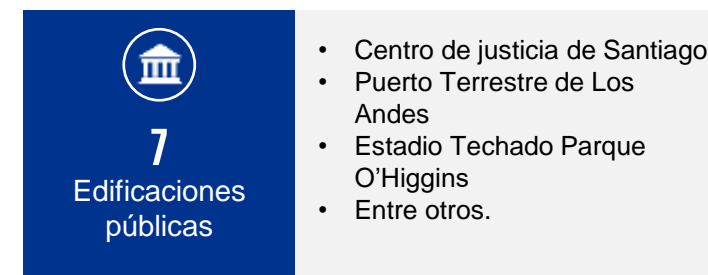 7
Edificaciones
públicas
• Centro de justicia de Santiago
• Puerto Terrestre de Los
Andes
• Estadio Techado Parque
O’Higgins
• Entre otros.